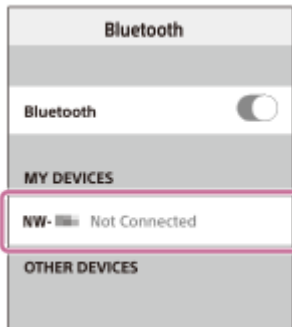 Bluetooth
Bluetooth
MY DEVICES
NW- Not Connected
OTHER DEVICES